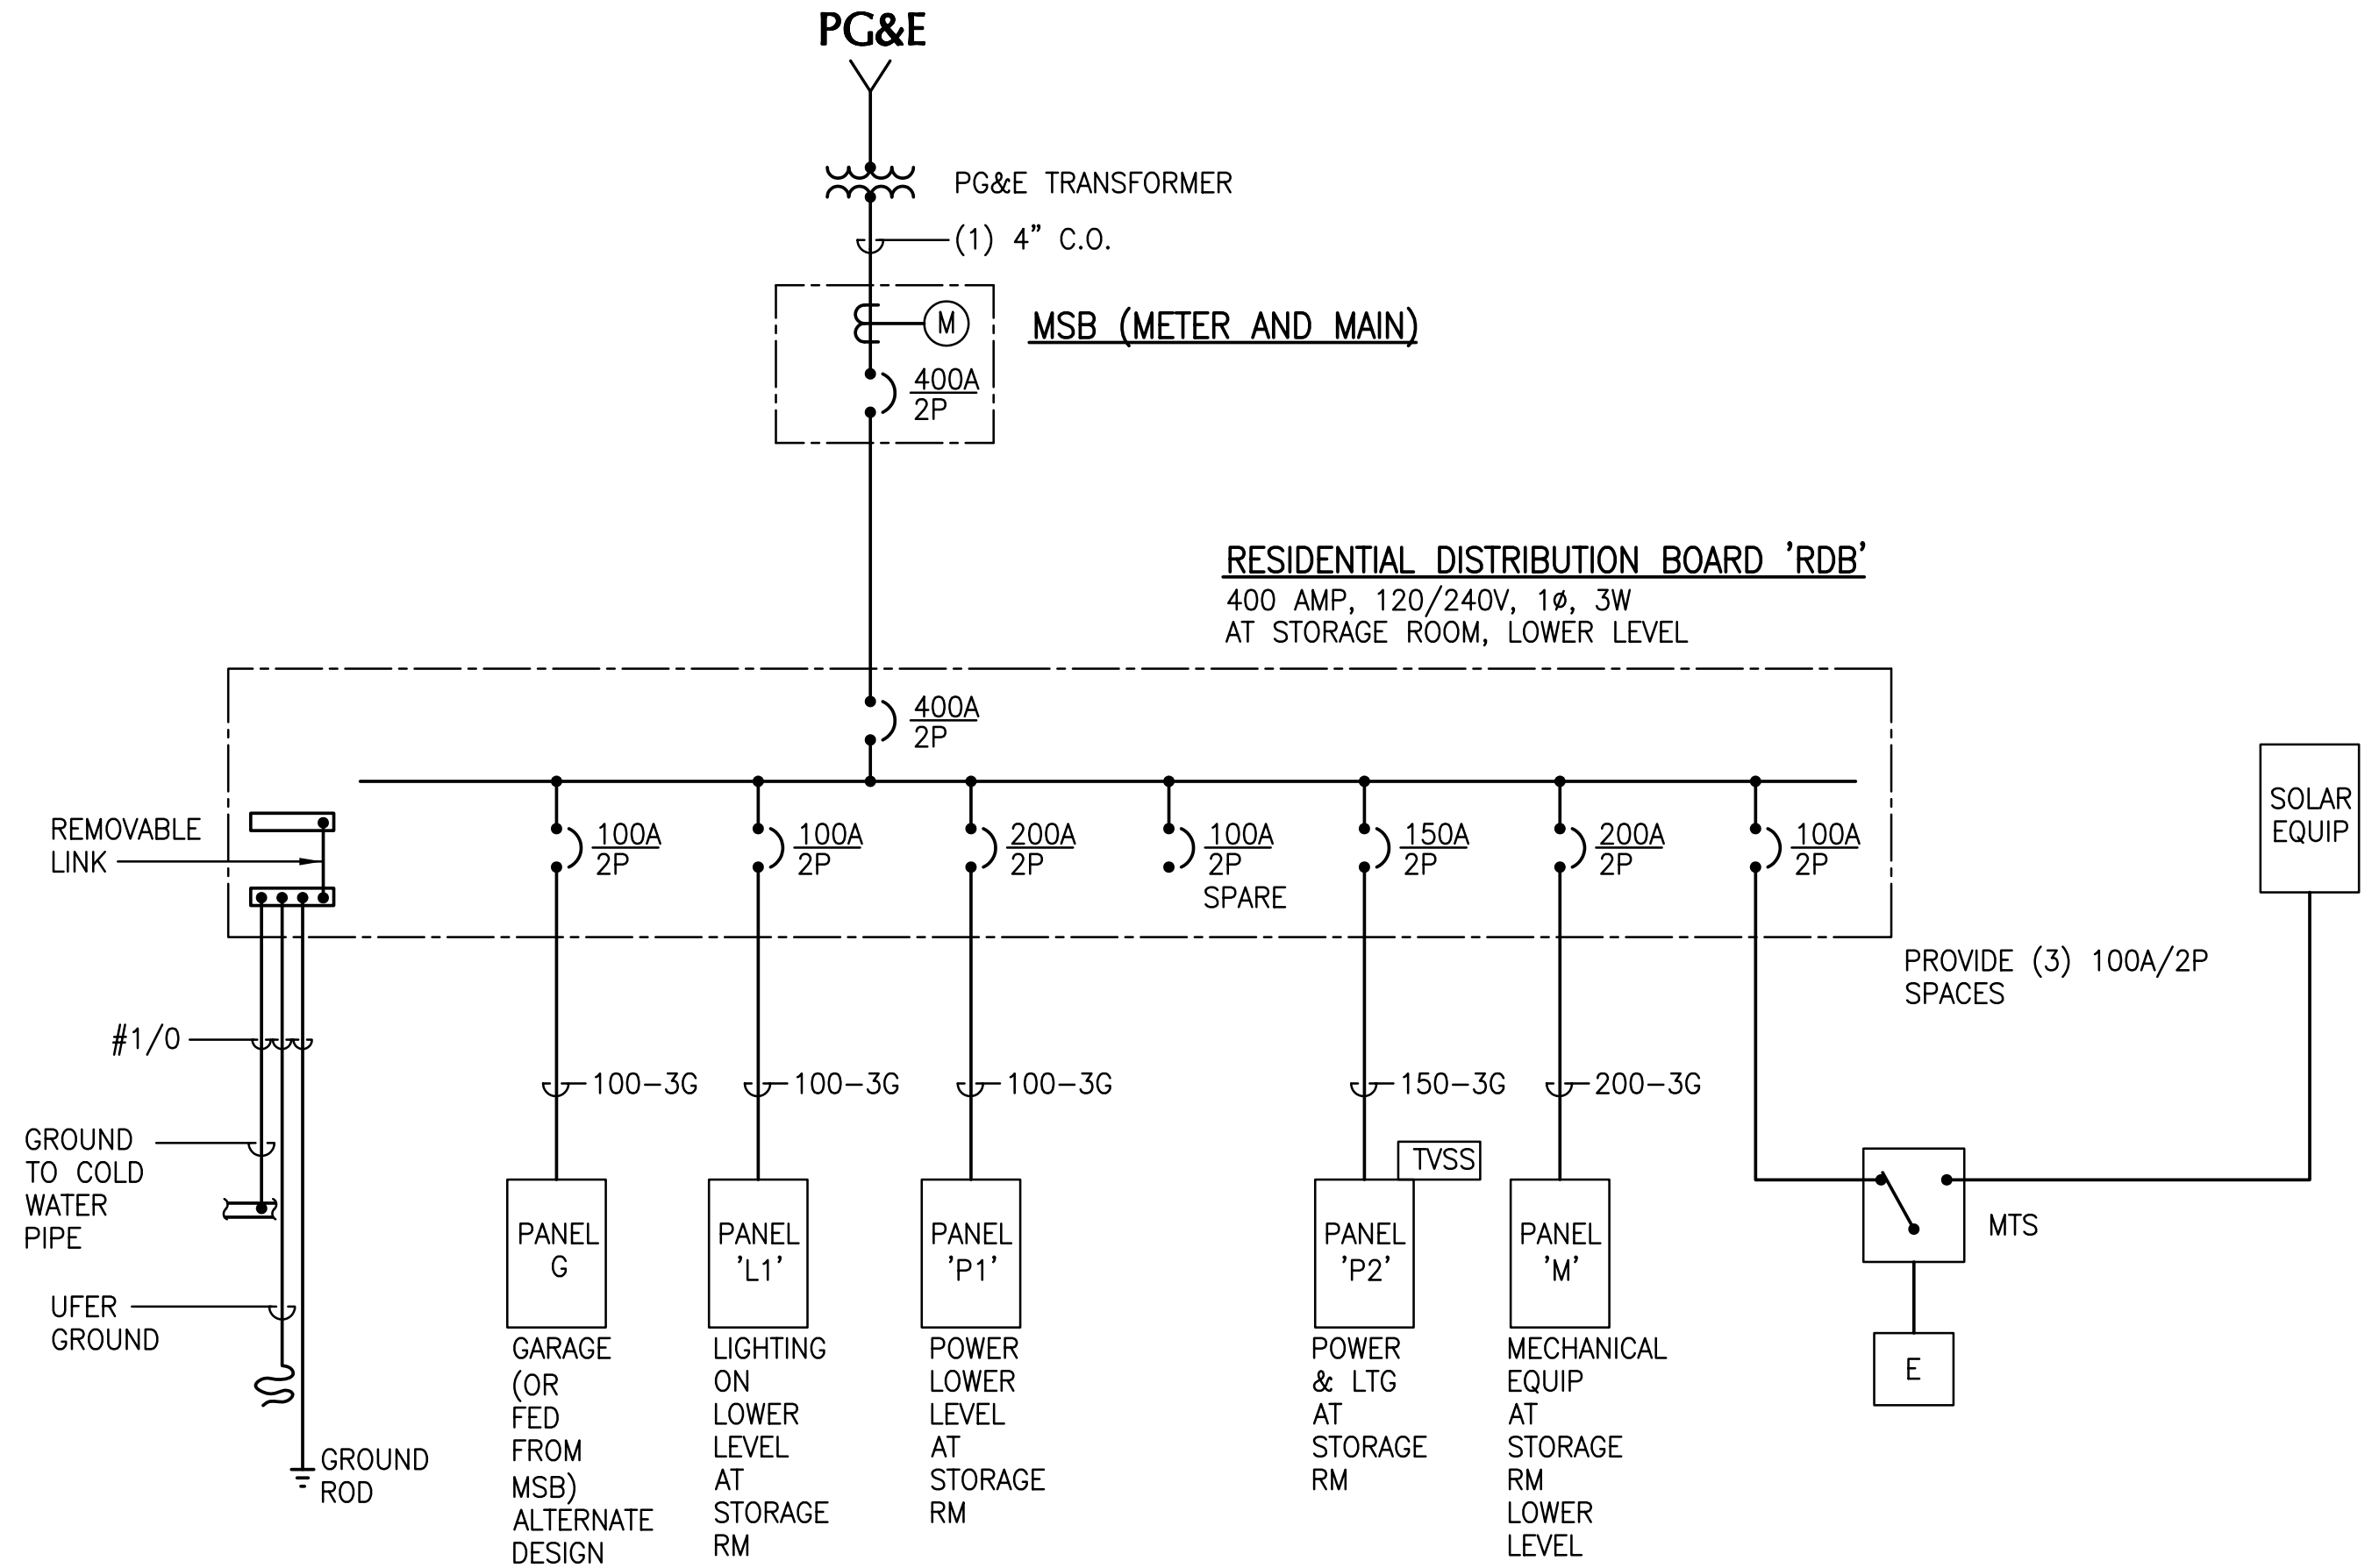 PG&E
PG&E TRANSFORMER
(1) 4" C.O.
M
MSB (METER AND MAIN)
400A
2P
RESIDENTIAL DISTRIBUTION BOARD 'RDB'
400 AMP, 120/240V, 1ø, 3W
AT STORAGE ROOM, LOWER LEVEL
400A
2P
REMOVABLE
LINK
100A
2P
100A
2P
200A
2P
100A
2P
SPARE
150A
2P
200A
2P
100A
2P
SOLAR
EQUIP
PROVIDE (3) 100A/2P
SPACES
#1/0
100-3G
100-3G
100-3G
150-3G
200-3G
GROUND
TO COLD
WATER
PIPE
UFER
GROUND
GROUND
ROD
PANEL
G
GARAGE
(OR
FED
FROM
MSB)
ALTERNATE
DESIGN
PANEL
'L1'
LIGHTING
ON
LOWER
LEVEL
AT
STORAGE
RM
PANEL
'P1'
POWER
LOWER
LEVEL
AT
STORAGE
RM
TVSS
PANEL
'P2'
POWER
& LTG
AT
STORAGE
RM
PANEL
'M'
MECHANICAL
EQUIP
AT
STORAGE
RM
LOWER
LEVEL
MTS
E